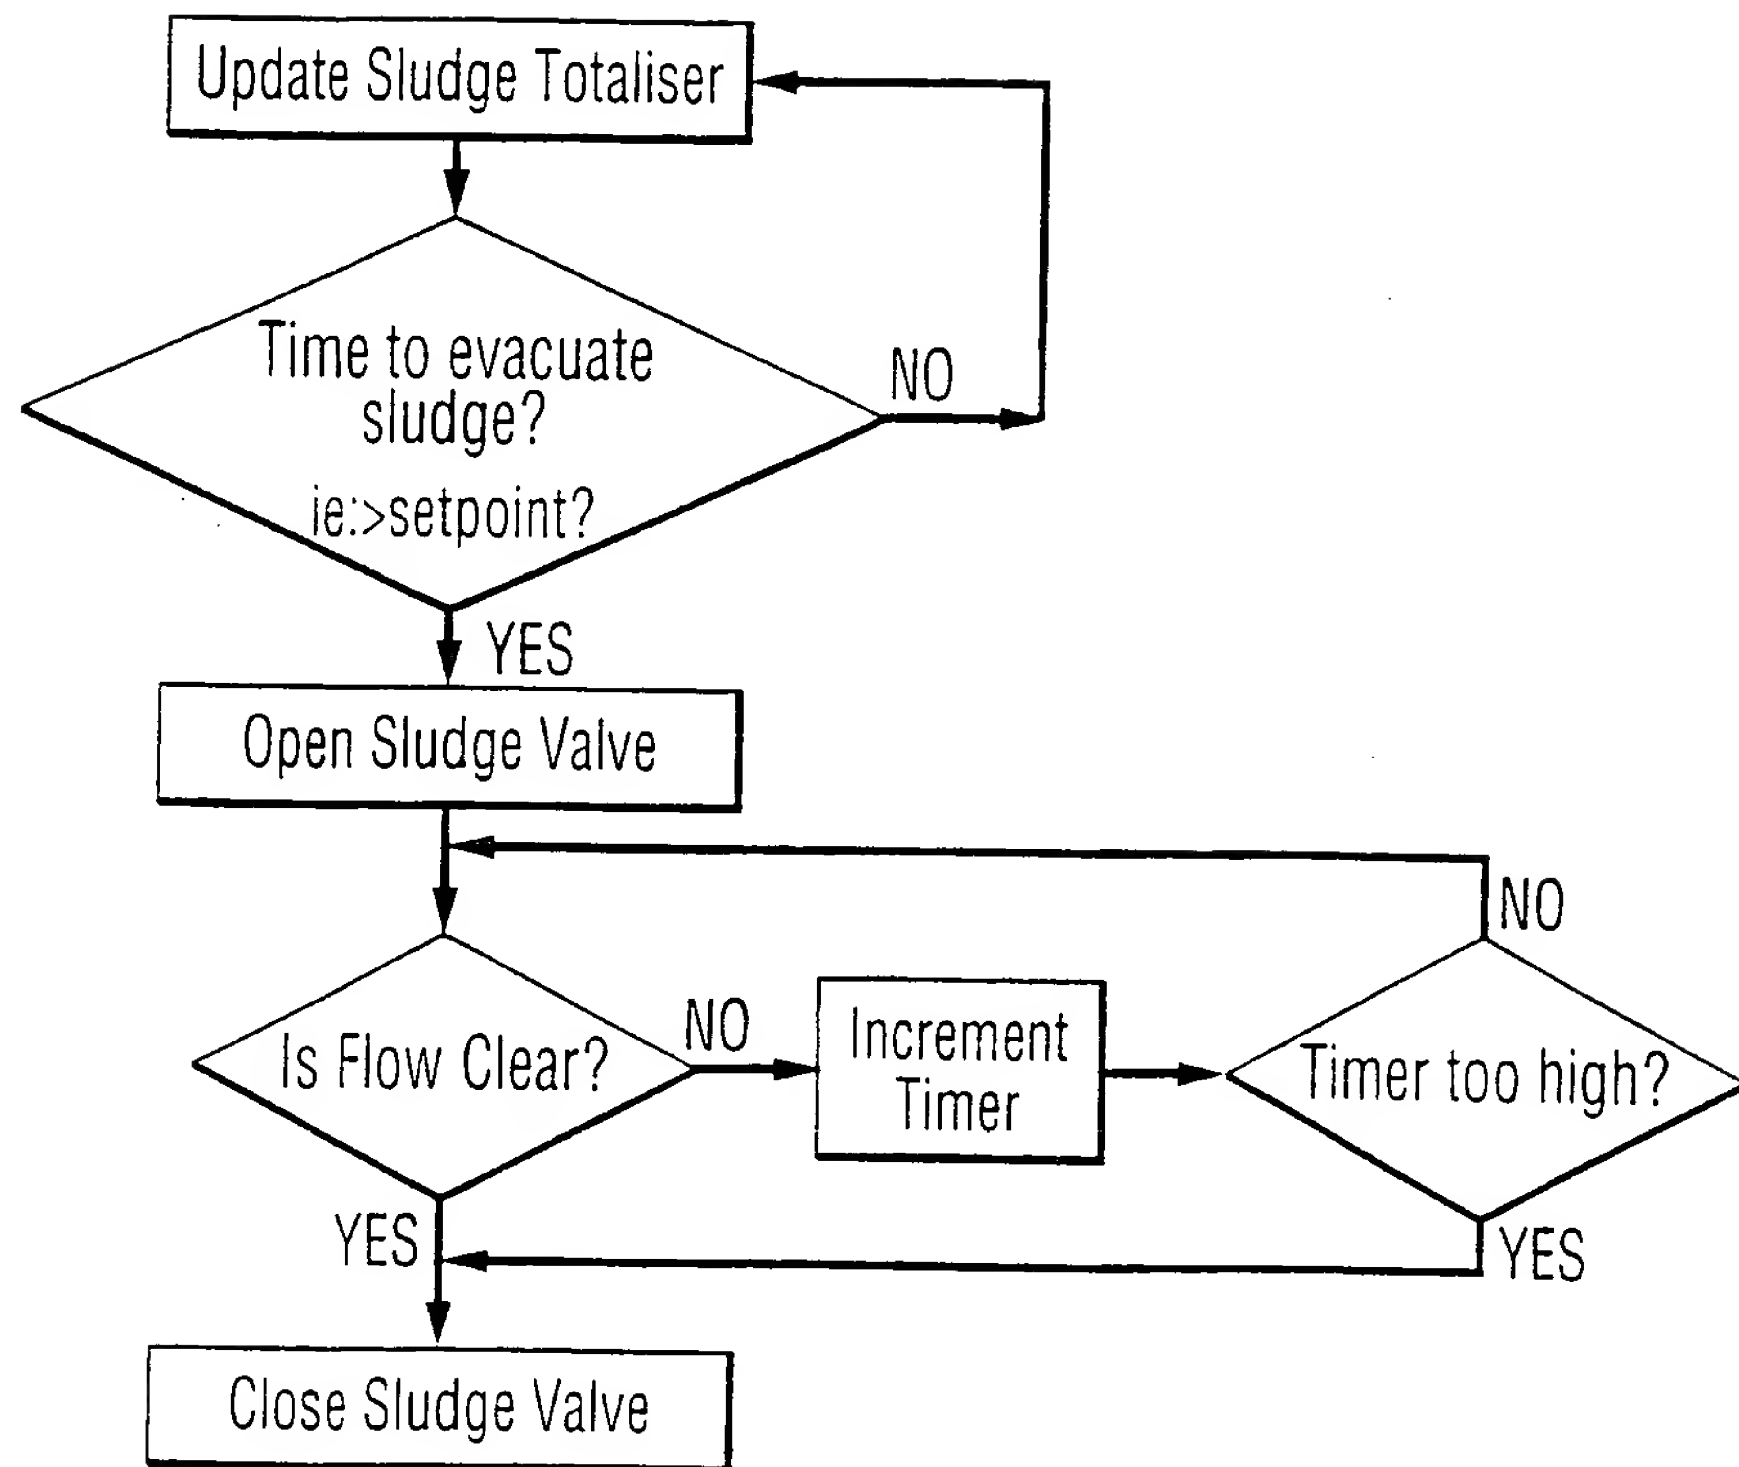 Update Sludge Totaliser
Time to evacuate
sludge?
ie:>setpoint?
NO
YES
Open Sludge Valve
NO
Is Flow Clear?
NO
Increment
Timer
Timer too high?
YES
YES
Close Sludge Valve